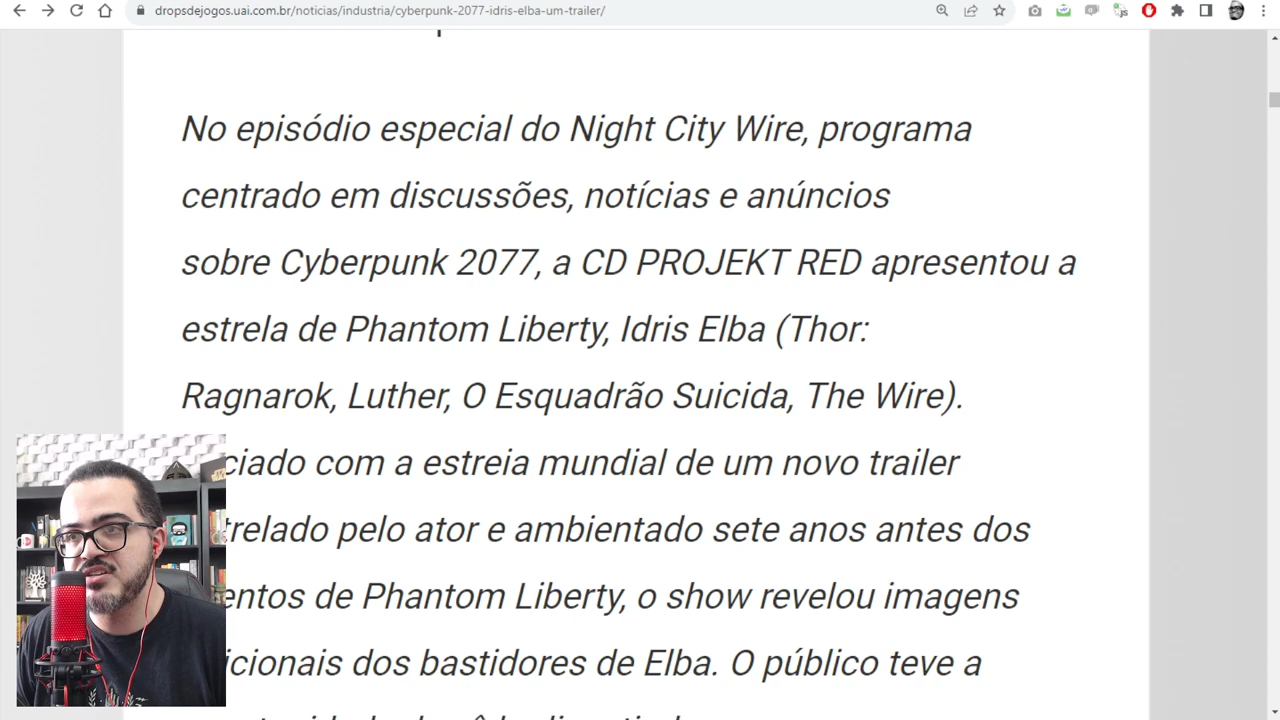 dropsdejogos.uai.com.br/noticias/industria/cyberpunk-2077-idris-elba-um-trailer/
No episódio especial do Night City Wire, programa
centrado em discussões, notícias e anúncios
sobre Cyberpunk 2077, a CD PROJEKT RED apresentou a
estrela de Phantom Liberty, Idris Elba (Thor:
Ragnarok, Luther, O Esquadrão Suicida, The Wire).
ciado com a estreia mundial de um novo trailer
trelado pelo ator e ambientado sete anos antes dos
entos de Phantom Liberty, o show revelou imagens
icionais dos bastidores de Elba. O público teve a